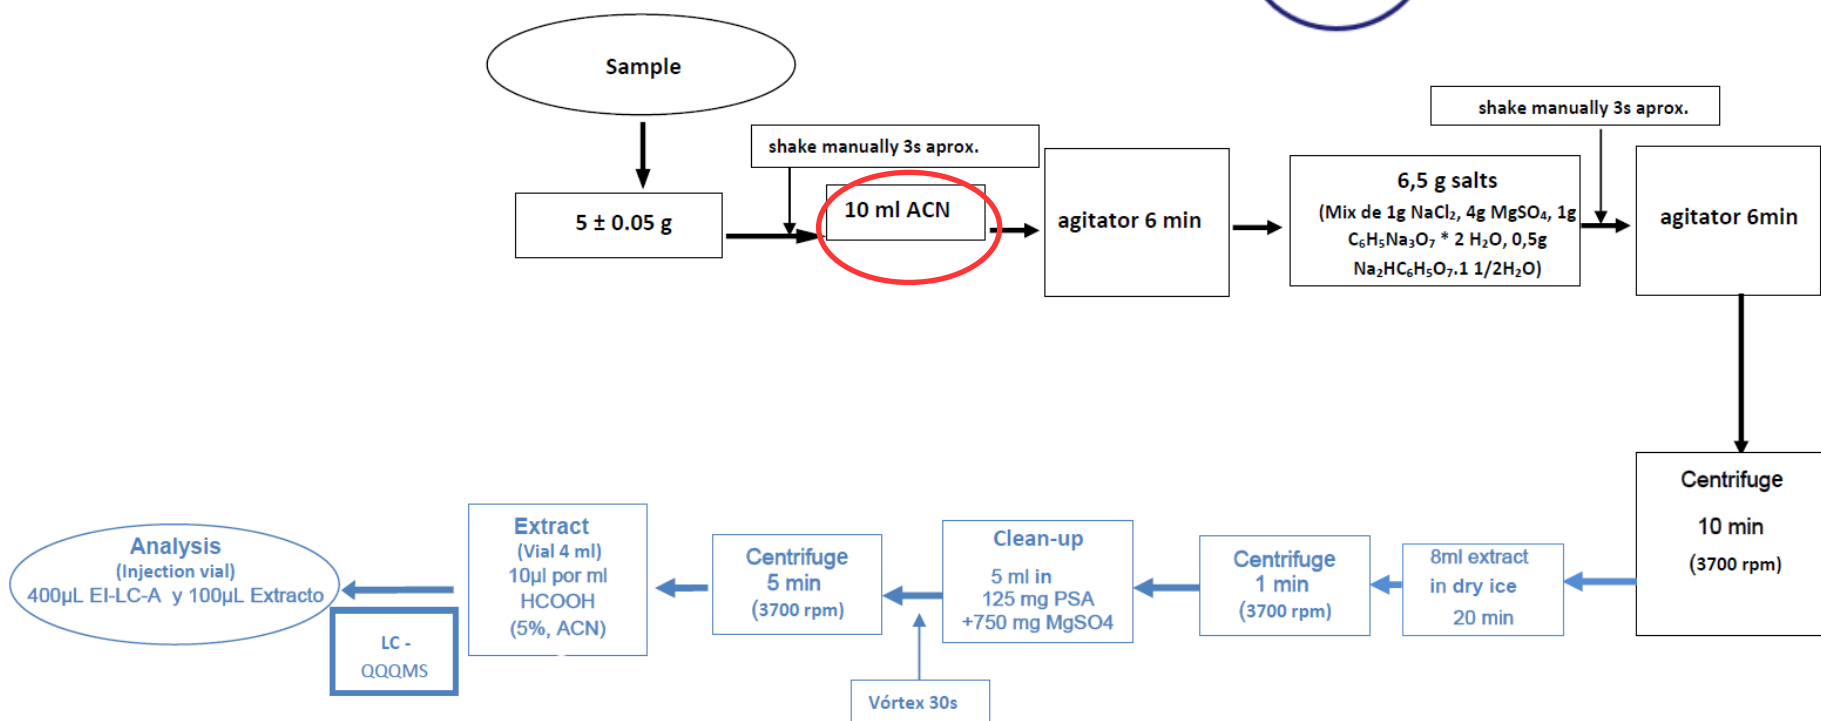 Sample
5 ± 0.05 g
shake manually 3s aprox.
10 ml ACN
agitator 6 min
6,5 g salts
(Mix de 1g NaCl₂, 4g MgSO₄, 1g
C₆H₅Na₃O₇ * 2 H₂O, 0,5g
Na₂HC₆H₅O₇.1 1/2H₂O)
shake manually 3s aprox.
agitator 6min
Centrifuge
10 min
(3700 rpm)
8ml extract
in dry ice
20 min
Centrifuge
1 min
(3700 rpm)
Clean-up
5 ml in
125 mg PSA
+750 mg MgSO4
Vórtex 30s
Centrifuge
5 min
(3700 rpm)
Extract
(Vial 4 ml)
10µl por ml
HCOOH
(5%, ACN)
LC -
QQQMS
Analysis
(Injection vial)
400µL EI-LC-A y 100µL Extracto